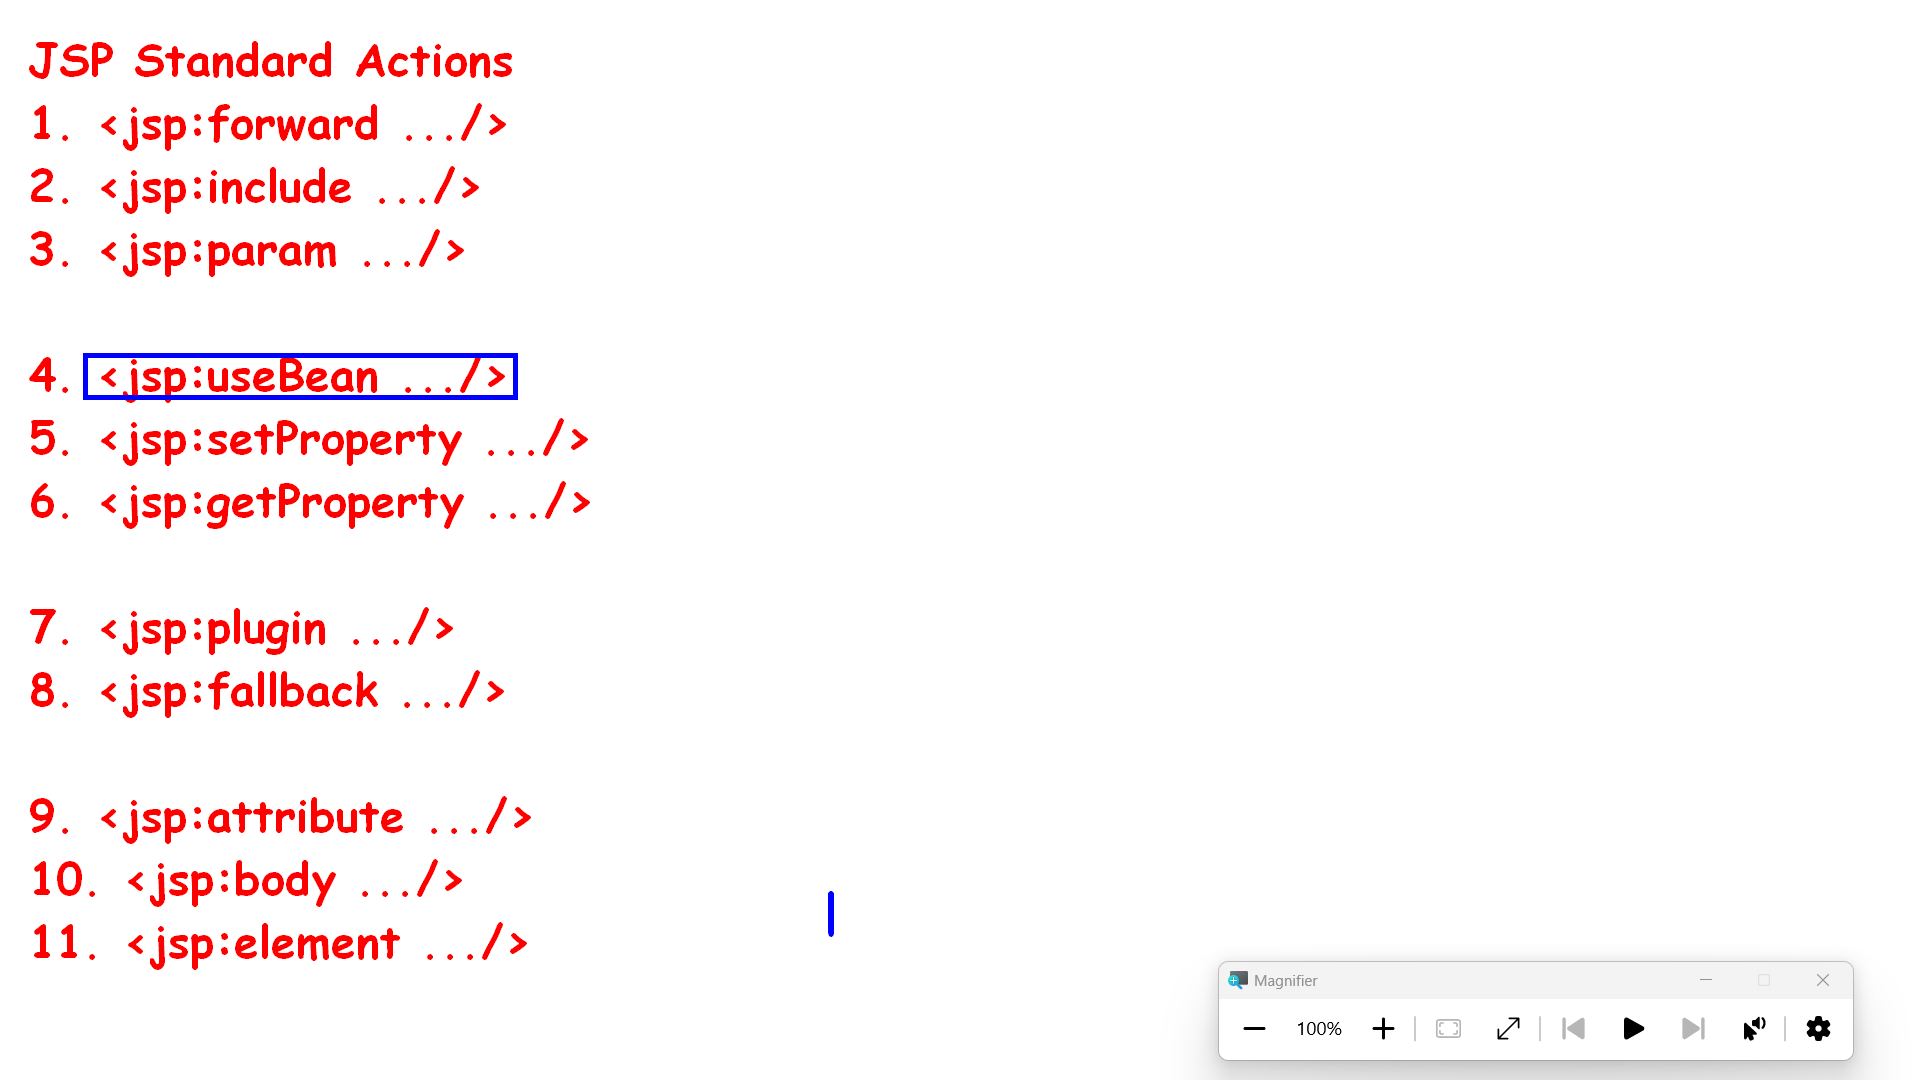 JSP Standard Actions
1. <jsp:forward .../>
2. <jsp:include .../>
3. <jsp:param .../>
4. <jsp:useBean .../>
5. <jsp:setProperty .../>
6. <jsp:getProperty .../>
7. <jsp:plugin .../>
8. <jsp:fallback .../>
9. <jsp:attribute .../>
10. <jsp:body .../>
11. <jsp:element .../>
Magnifier
100%